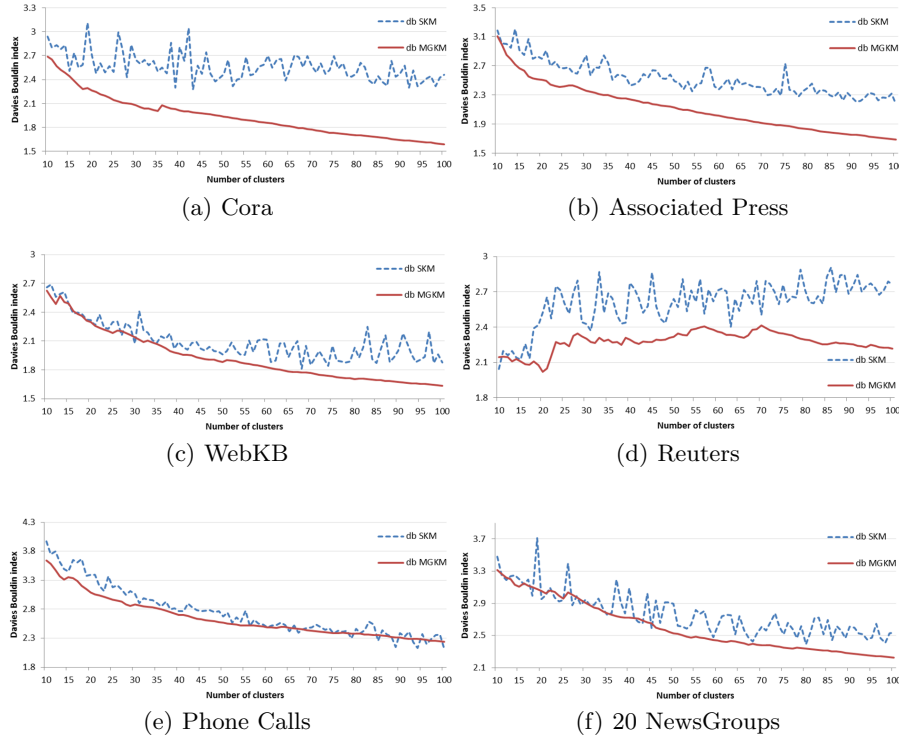 3.3
3
2.7
2.4
2.1
1.8
1.5
Davies Bouldin index
db SKM
db MGKM
10 15 20 25 30 35 40 45 50 55 60 65 70 75 80 85 90 95 100
Number of clusters
(a) Cora
3.5
3.1
2.7
2.3
1.9
1.5
Davies Bouldin index
db SKM
db MGKM
10 15 20 25 30 35 40 45 50 55 60 65 70 75 80 85 90 95 100
Number of clusters
(b) Associated Press
3
2.7
2.4
2.1
1.8
1.5
Davies Bouldin index
db SKM
db MGKM
10 15 20 25 30 35 40 45 50 55 60 65 70 75 80 85 90 95 100
Number of clusters
(c) WebKB
3
2.7
2.4
2.1
1.8
Davies Bouldin index
db SKM
db MGKM
10 15 20 25 30 35 40 45 50 55 60 65 70 75 80 85 90 95 100
Number of clusters
(d) Reuters
4.3
3.8
3.3
2.8
2.3
1.8
Davies Bouldin index
db SKM
db MGKM
10 15 20 25 30 35 40 45 50 55 60 65 70 75 80 85 90 95 100
Number of clusters
(e) Phone Calls
3.7
3.3
2.9
2.5
2.1
Davies Bouldin index
db SKM
db MGKM
10 15 20 25 30 35 40 45 50 55 60 65 70 75 80 85 90 95 100
Number of clusters
(f) 20 NewsGroups